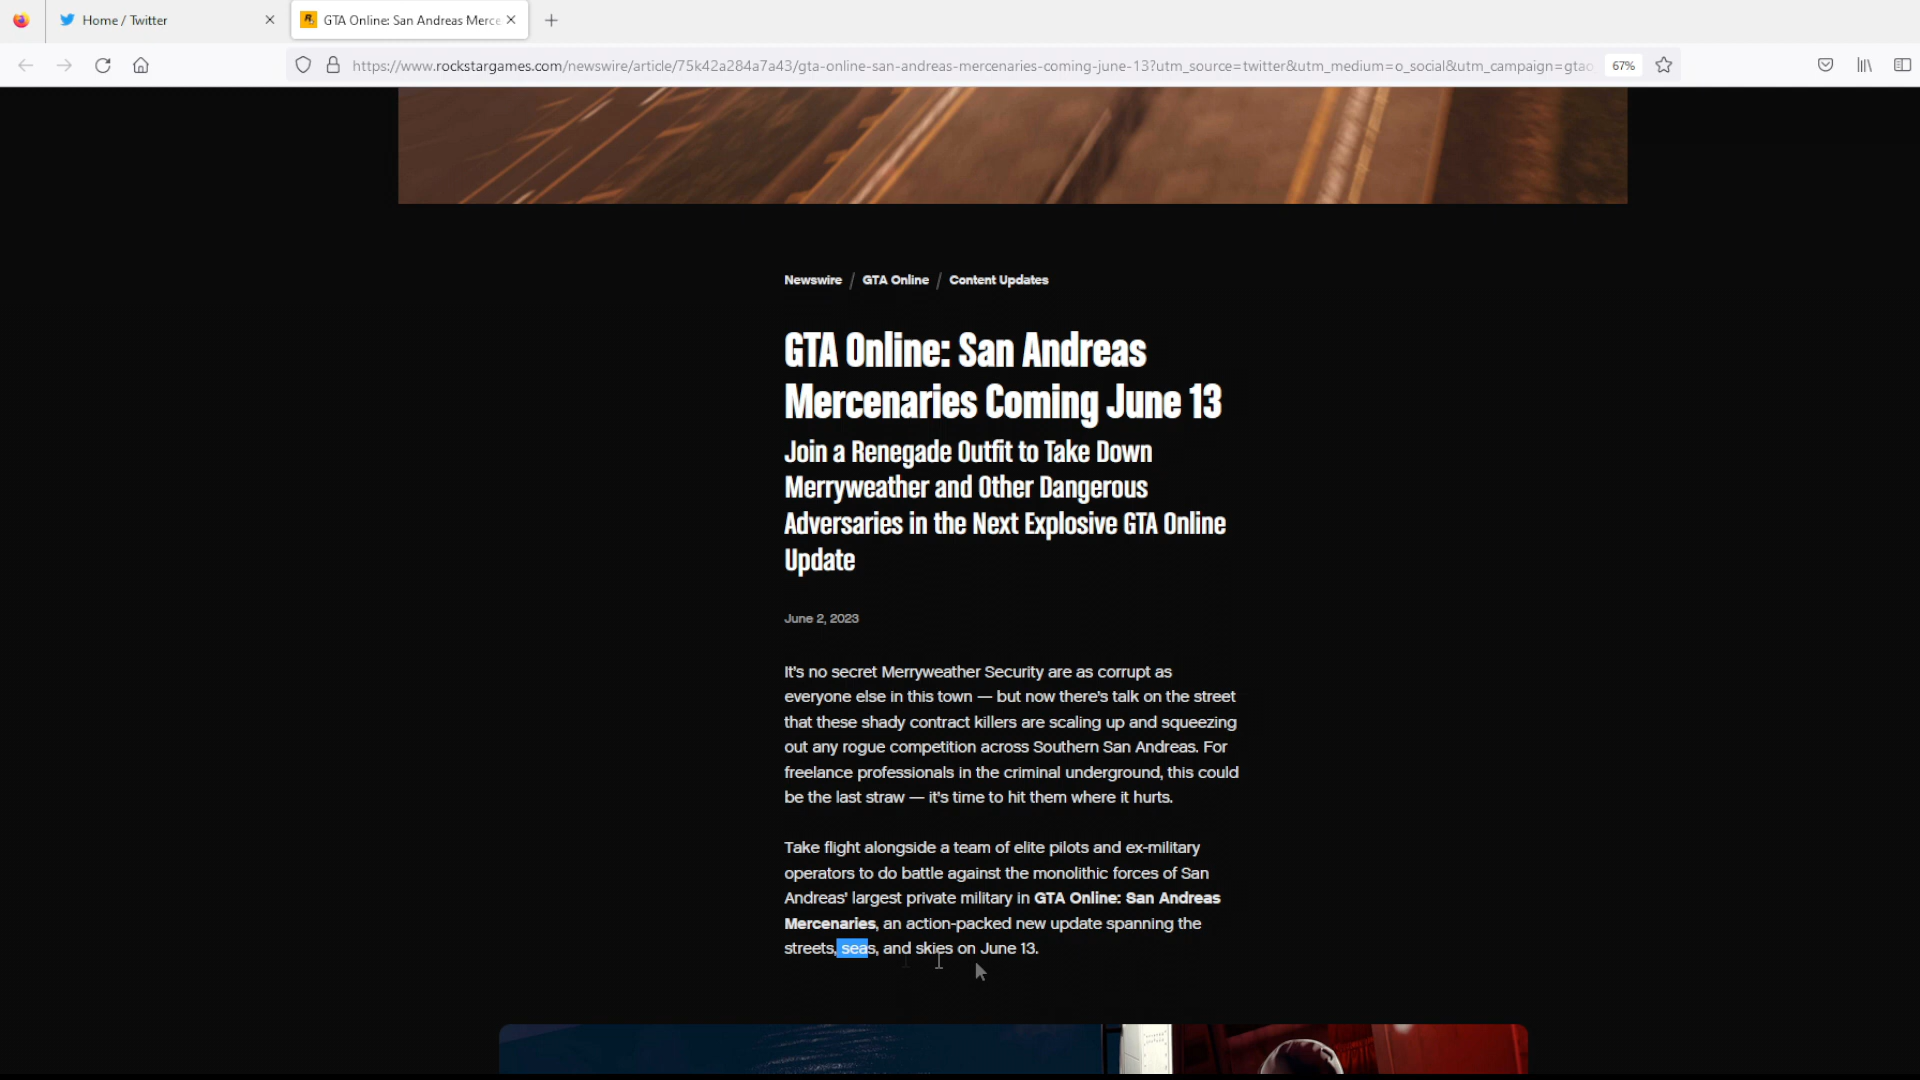 Home / Twitter
GTA Online: San Andreas Merce
https://www.rockstargames.com/newswire/article/75k42a284a7a43/gta-online-san-andreas-mercenaries-coming-june-13?utm_source=twitter&utm_medium=o_social&utm_campaign=gtao
67%
Newswire / GTA Online / Content Updates
GTA Online: San Andreas
Mercenaries Coming June 13
Join a Renegade Outfit to Take Down
Merryweather and Other Dangerous
Adversaries in the Next Explosive GTA Online
Update
June 2, 2023
It's no secret Merryweather Security are as corrupt as
everyone else in this town — but now there's talk on the street
that these shady contract killers are scaling up and squeezing
out any rogue competition across Southern San Andreas. For
freelance professionals in the criminal underground, this could
be the last straw — it's time to hit them where it hurts.
Take flight alongside a team of elite pilots and ex-military
operators to do battle against the monolithic forces of San
Andreas' largest private military in GTA Online: San Andreas
Mercenaries, an action-packed new update spanning the
streets, seas, and skies on June 13.